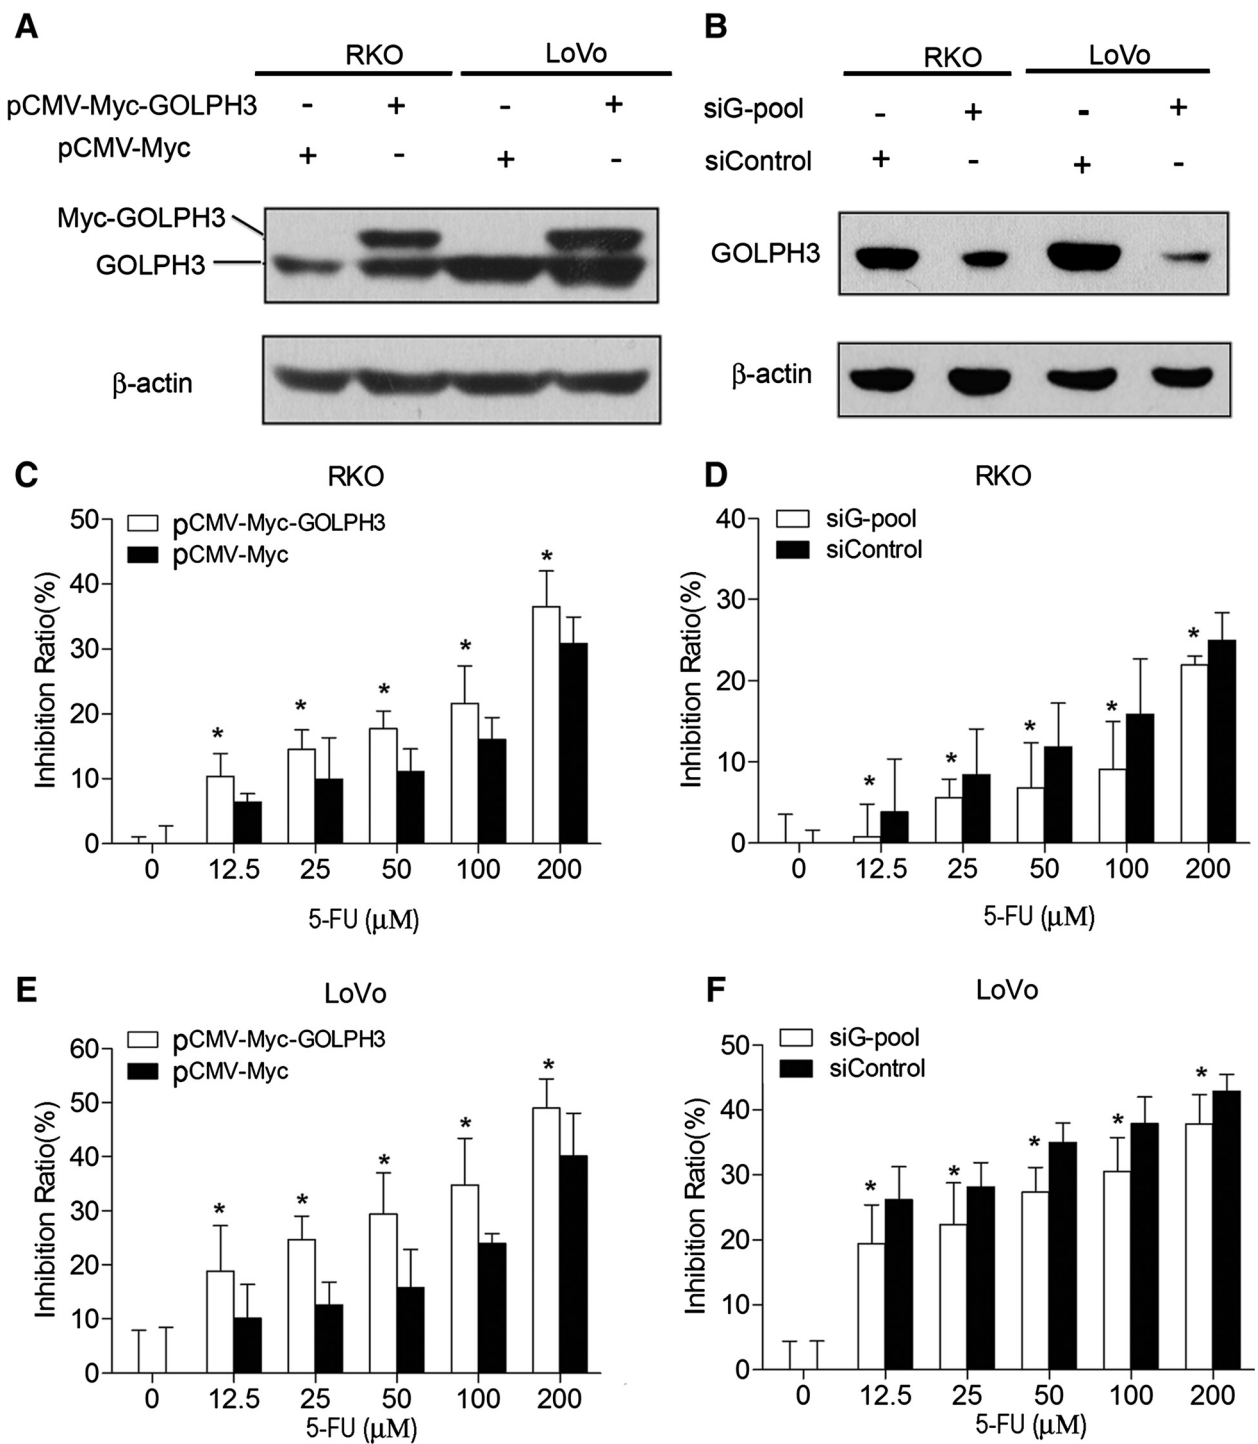 A
RKO LoVo
pCMV-Myc-GOLPH3 - + - +
pCMV-Myc + - + -
Myc-GOLPH3
GOLPH3
β-actin
B
RKO LoVo
siG-pool - + - +
siControl + - + -
GOLPH3
β-actin
C
RKO
pCMV-Myc-GOLPH3
pCMV-Myc
Inhibition Ratio(%)
50
40
30
20
10
0
* * * * *
0 12.5 25 50 100 200
5-FU (μM)
D
RKO
siG-pool
siControl
Inhibition Ratio(%)
40
30
20
10
0
* * * * *
0 12.5 25 50 100 200
5-FU (μM)
E
LoVo
pCMV-Myc-GOLPH3
pCMV-Myc
Inhibition Ratio(%)
60
50
40
30
20
10
0
* * * * *
0 12.5 25 50 100 200
5-FU (μM)
F
LoVo
siG-pool
siControl
Inhibition Ratio(%)
50
40
30
20
10
0
* * * * *
0 12.5 25 50 100 200
5-FU (μM)